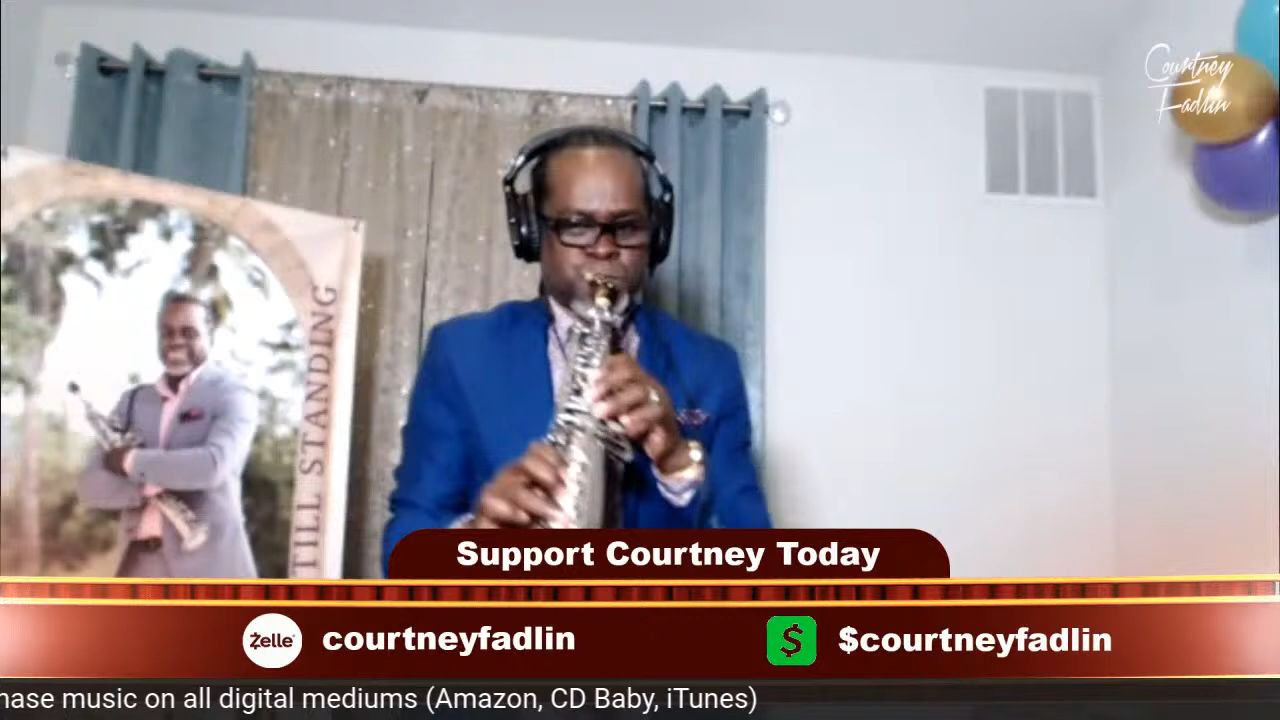 Courtney
Fadlin
TILL STANDING
Support Courtney Today
Zelle
courtneyfadlin
$
$courtneyfadlin
hase music on all digital mediums (Amazon, CD Baby, iTunes)